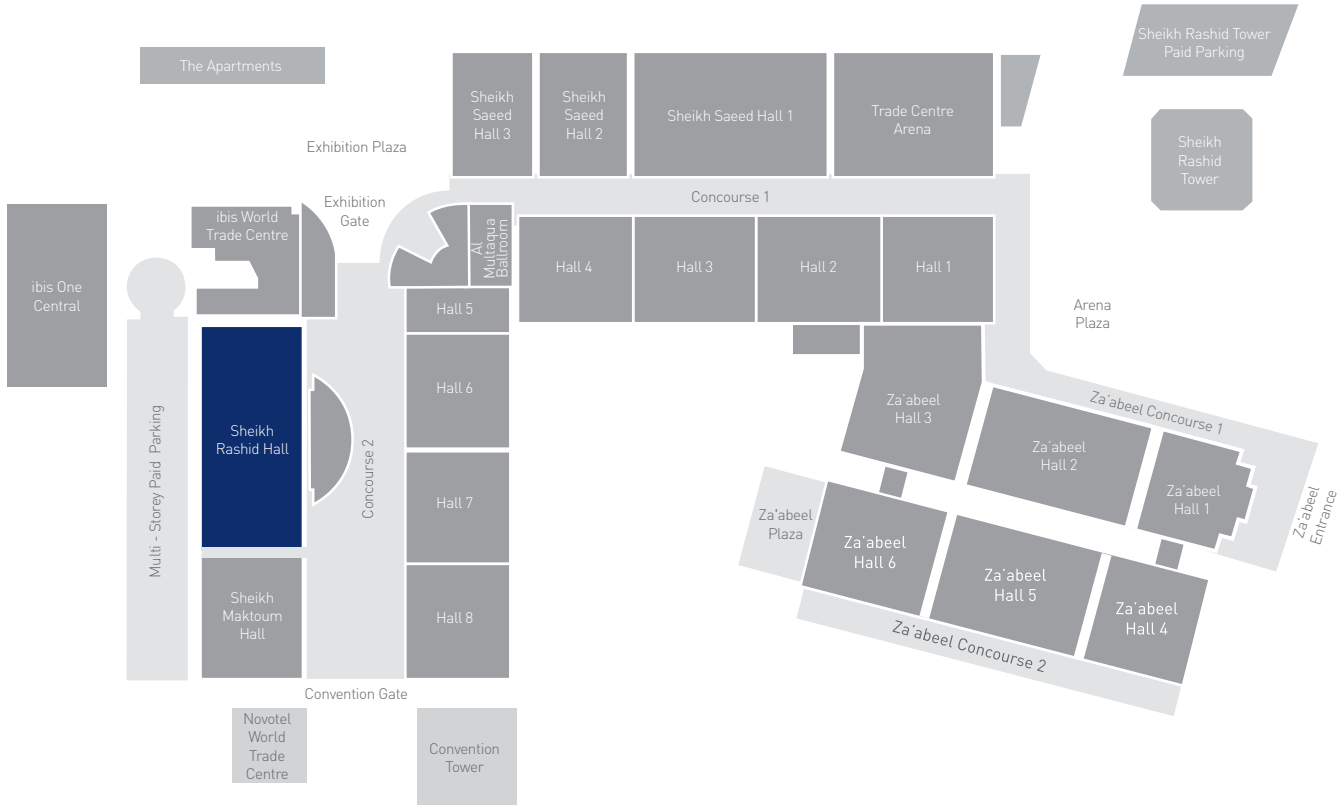 Sheikh Rashid Tower
Paid Parking
The Apartments
Sheikh
Saeed
Hall 3
Sheikh
Saeed
Hall 2
Sheikh Saeed Hall 1
Trade Centre
Arena
Exhibition Plaza
Sheikh
Rashid
Tower
Concourse 1
Exhibition
Gate
ibis World
Trade Centre
Al
Multaqua
Ballroom
Hall 4
Hall 3
Hall 2
Hall 1
ibis One
Central
Hall 5
Arena
Plaza
Hall 6
Za'abeel
Hall 3
Za'abeel Concourse 1
Sheikh
Rashid Hall
Za'abeel
Hall 2
Multi - Storey Paid Parking
Concourse 2
Hall 7
Za'abeel
Hall 1
Za'abeel
Entrance
Za'abeel
Plaza
Za'abeel
Hall 6
Za'abeel
Hall 5
Za'abeel
Hall 4
Sheikh
Maktoum
Hall
Hall 8
Za'abeel Concourse 2
Convention Gate
Novotel
World
Trade
Centre
Convention
Tower